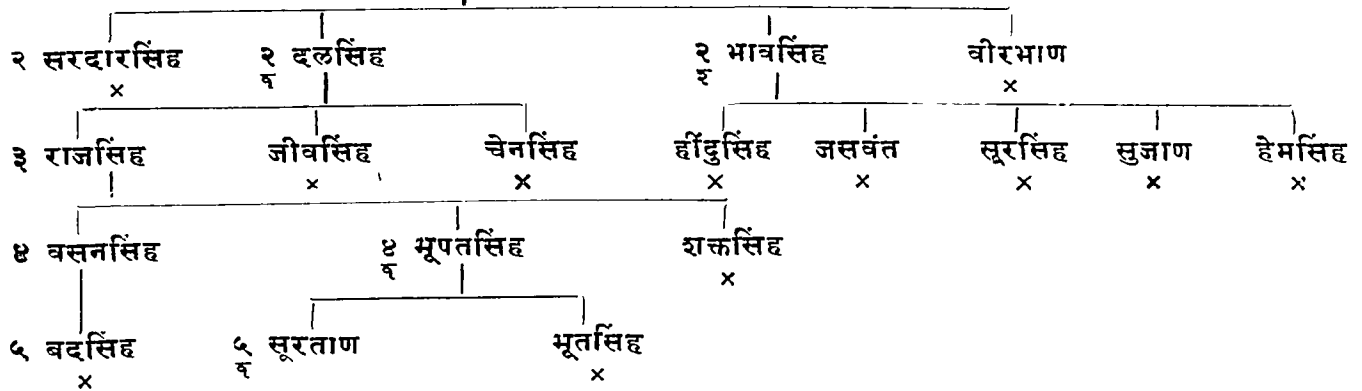 २ सरदारसिंह २/व दलसिंह २/इ भावसिंह वीरभाण
× ×
३ राजसिंह जीवसिंह चेनसिंह हींदुसिंह जसवंत सूरसिंह सुजाण हेमसिंह
× × × × × × ×
४ वसनसिंह ४/व भूपतसिंह शक्तसिंह
×
५ बदसिंह ५/व सूरताण भूतसिंह
× ×